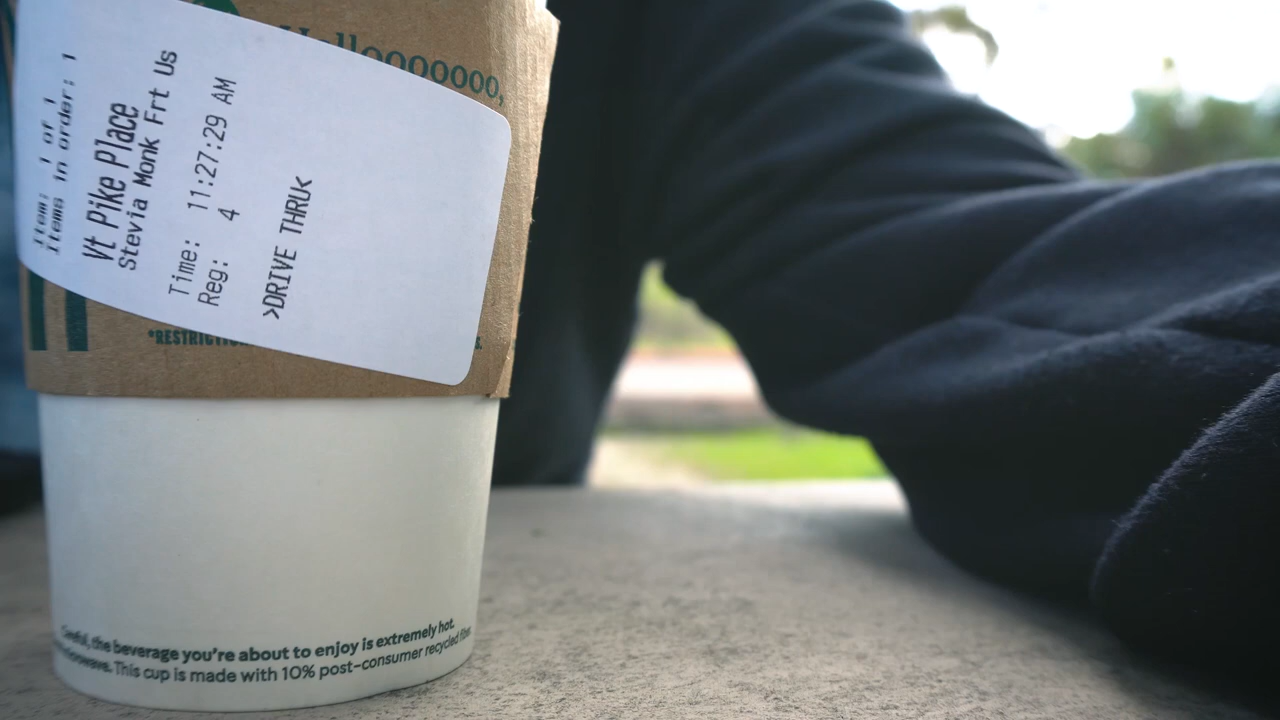 Hellooooooo,
Item: 1 of 1
Items in order: 1
Vt Pike Place
Stevia Monk Frt Us
Time: 11:27:29 AM
Reg: 4
>DRIVE THRU<
the beverage you're about to enjoy is extremely hot.
This cup is made with 10% post-consumer recycled